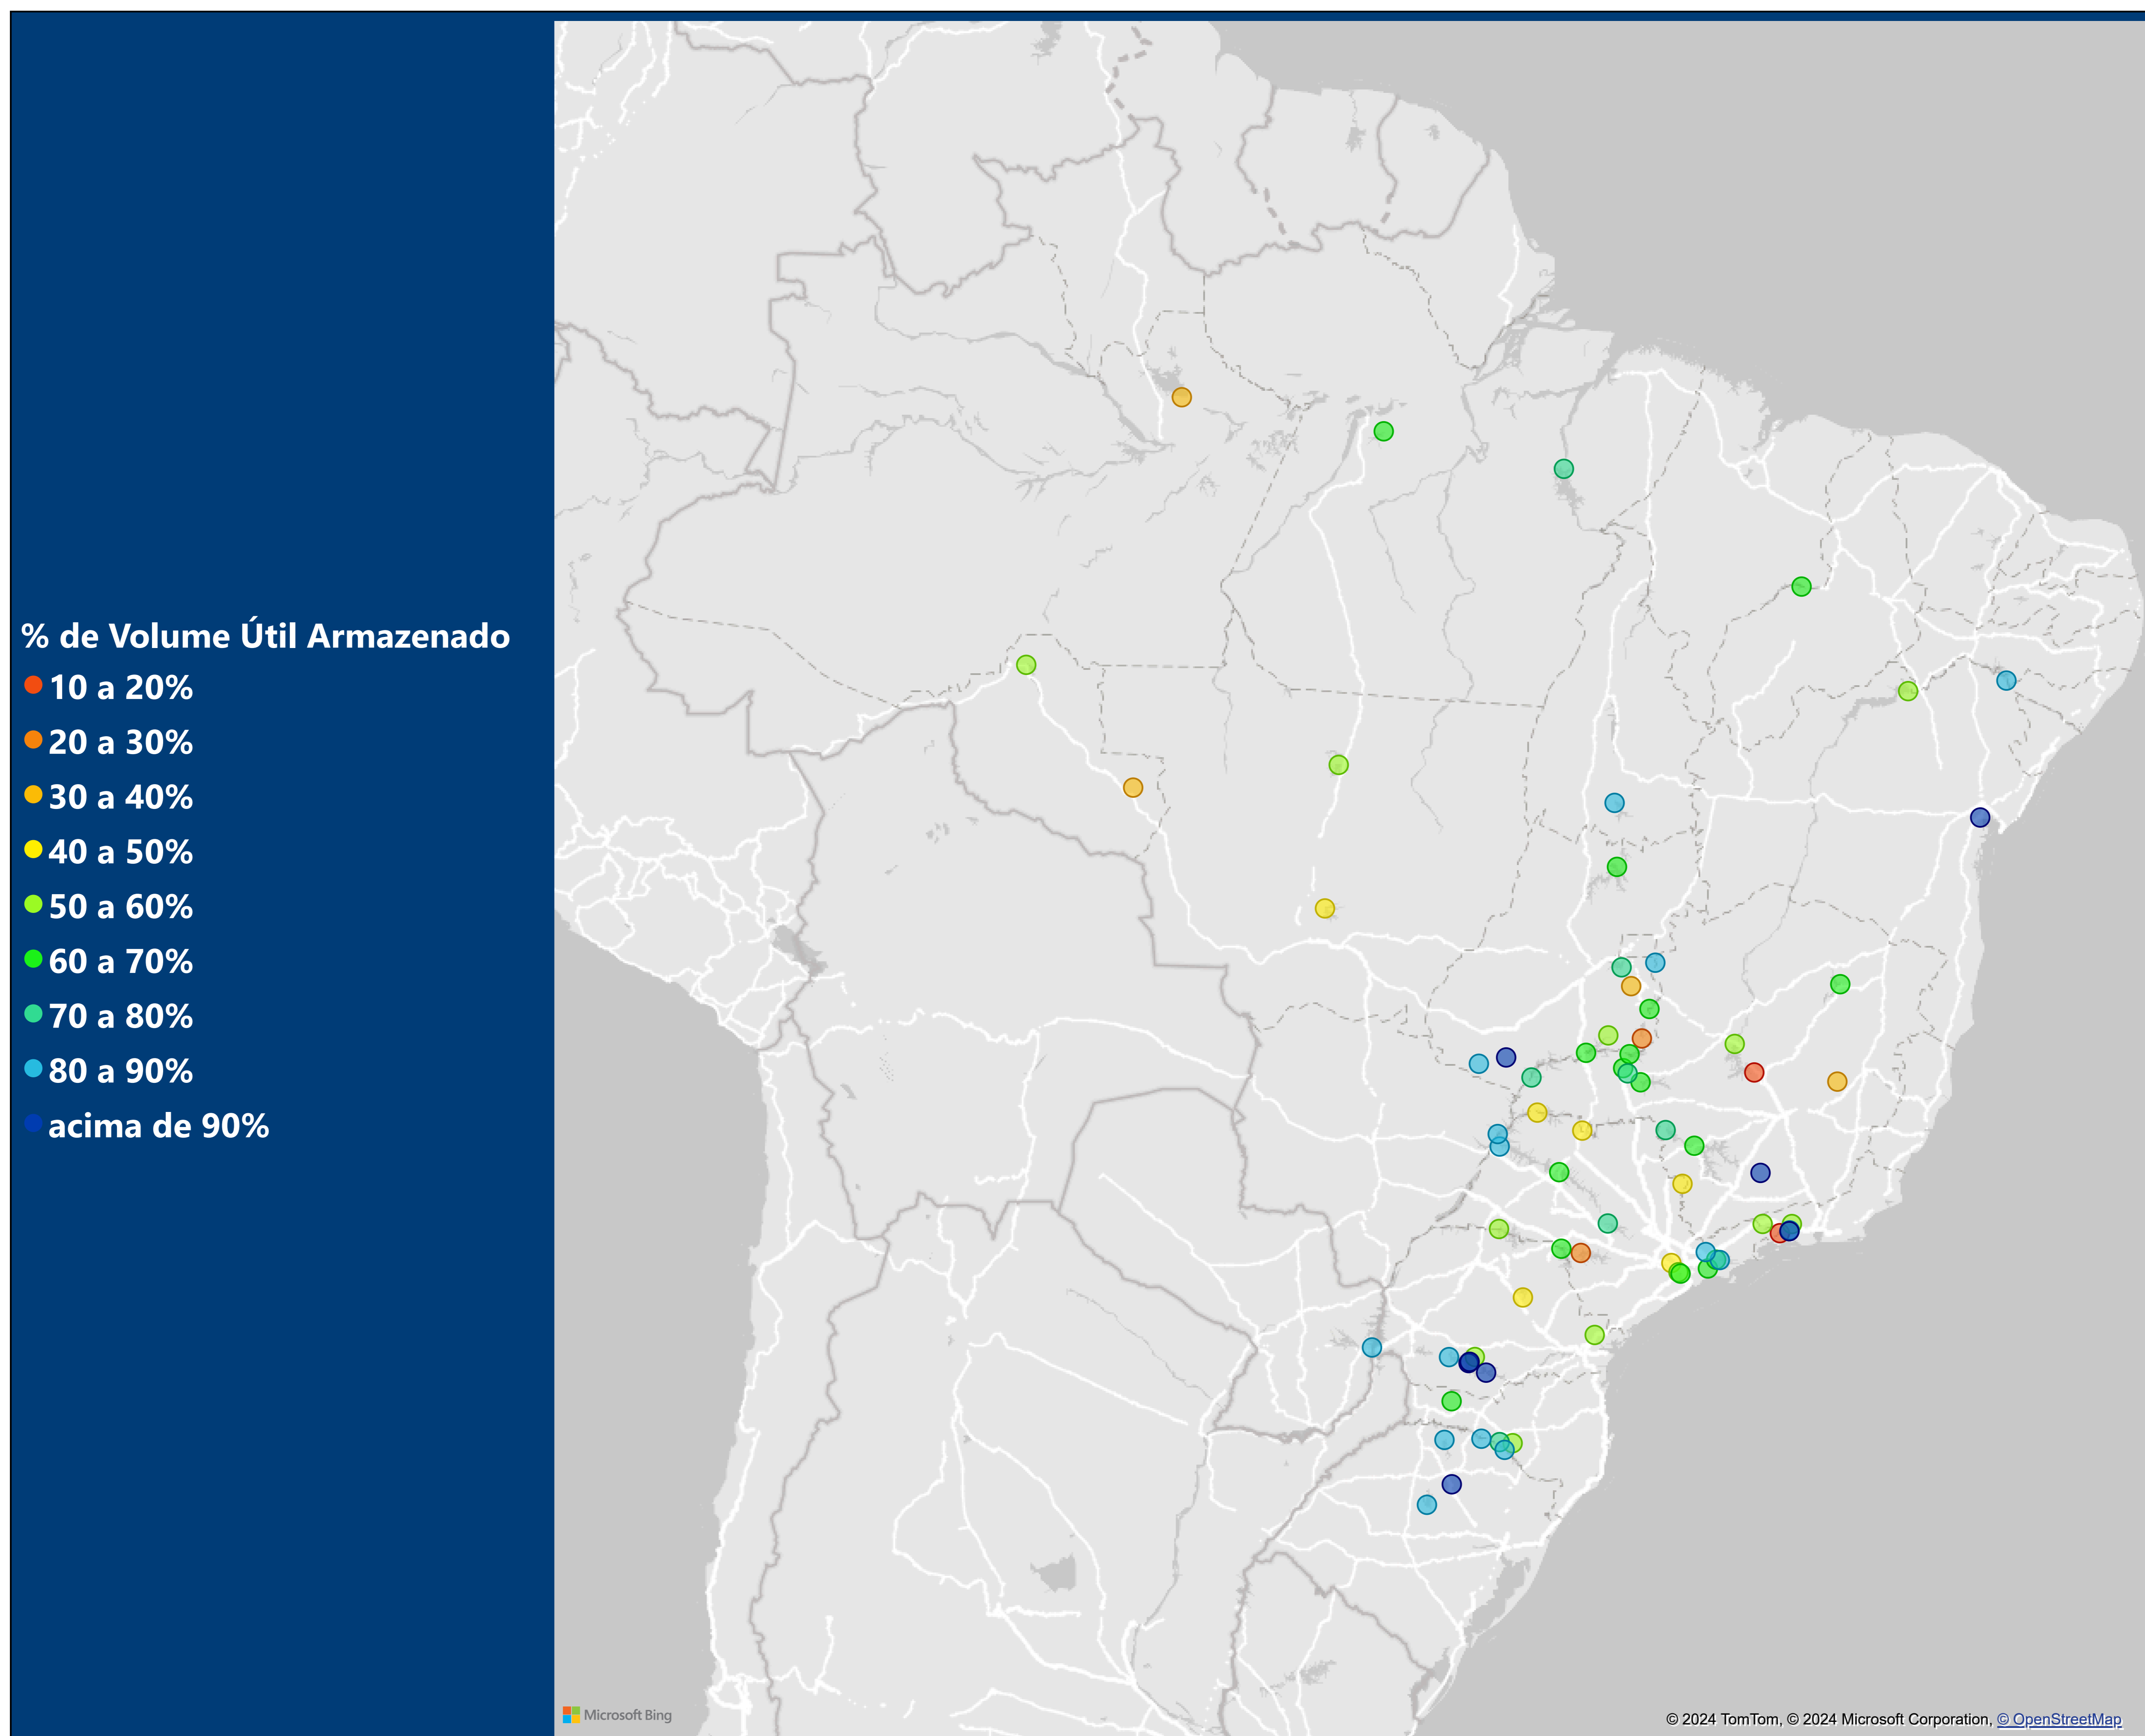 % de Volume Útil Armazenado
10 a 20%
20 a 30%
30 a 40%
40 a 50%
50 a 60%
60 a 70%
70 a 80%
80 a 90%
acima de 90%
Microsoft Bing
© 2024 TomTom, © 2024 Microsoft Corporation, © OpenStreetMap